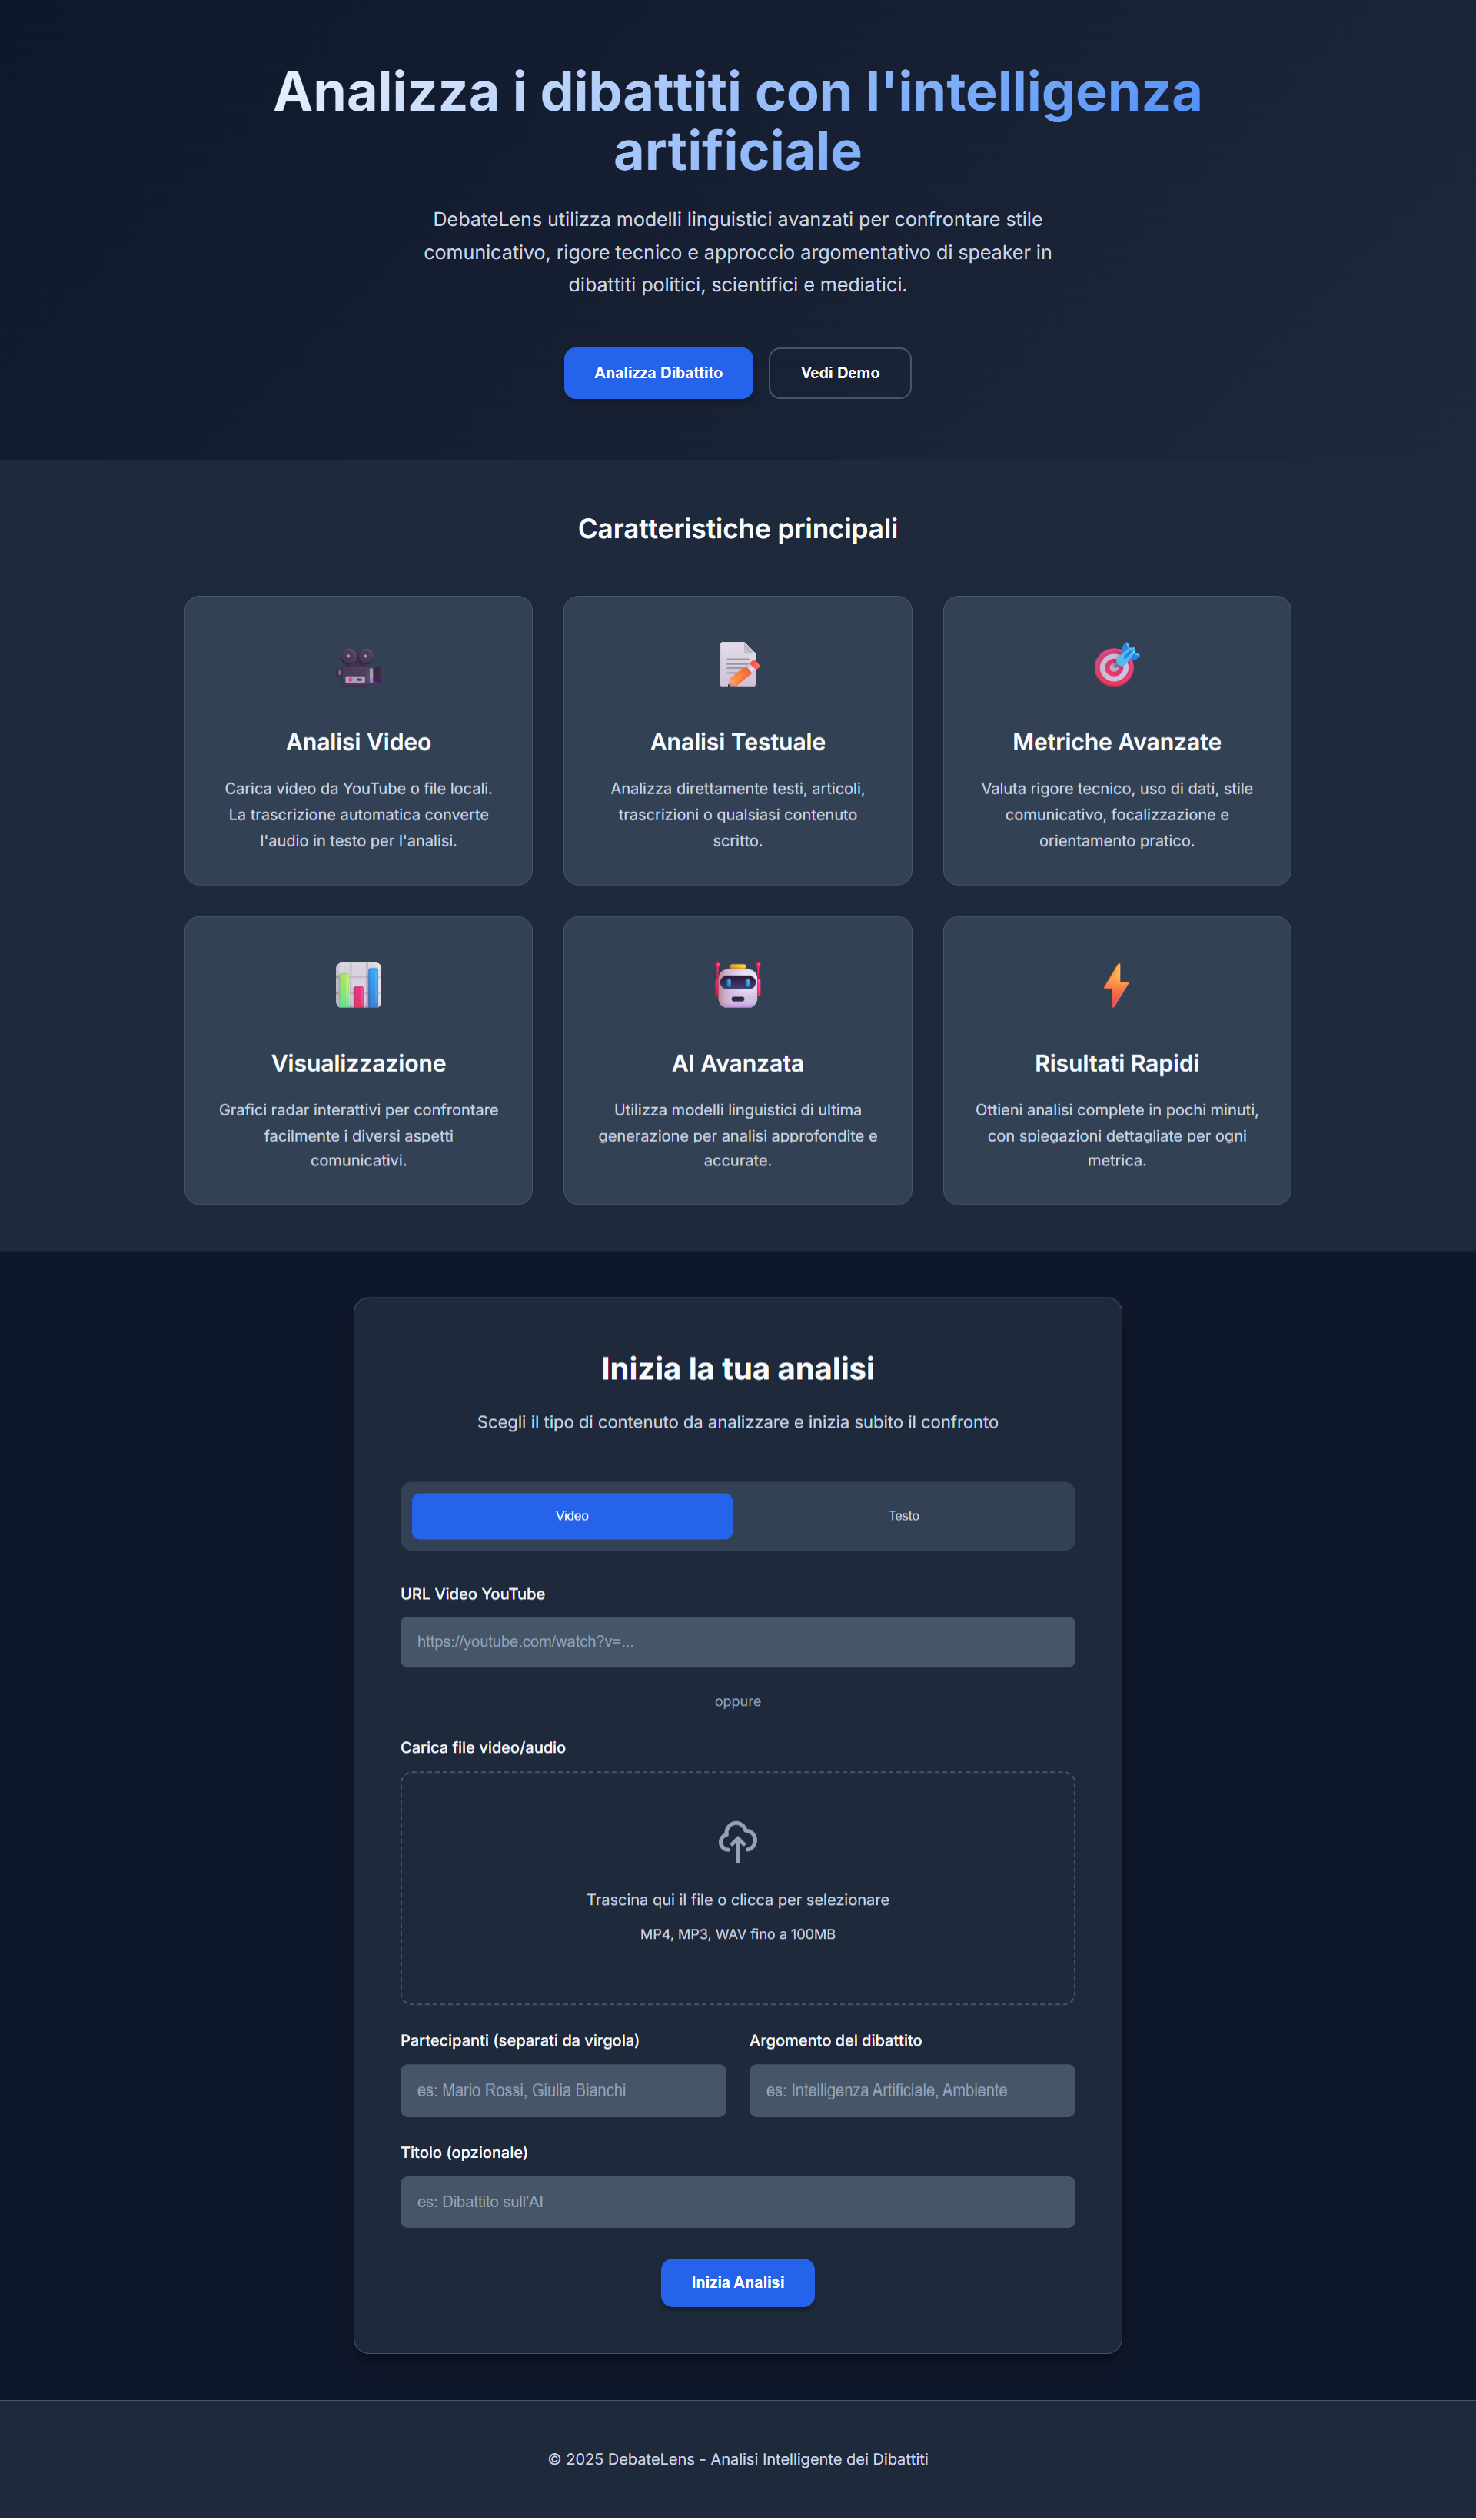 Analizza i dibattiti con l'intelligenza
artificiale
DebateLens utilizza modelli linguistici avanzati per confrontare stile
comunicativo, rigore tecnico e approccio argomentativo di speaker in
dibattiti politici, scientifici e mediatici.
Analizza Dibattito
Vedi Demo
Caratteristiche principali
Analisi Video
Carica video da YouTube o file locali.
La trascrizione automatica converte
l'audio in testo per l'analisi.
Analisi Testuale
Analizza direttamente testi, articoli,
trascrizioni o qualsiasi contenuto
scritto.
Metriche Avanzate
Valuta rigore tecnico, uso di dati, stile
comunicativo, focalizzazione e
orientamento pratico.
Visualizzazione
Grafici radar interattivi per confrontare
facilmente i diversi aspetti
comunicativi.
AI Avanzata
Utilizza modelli linguistici di ultima
generazione per analisi approfondite e
accurate.
Risultati Rapidi
Ottieni analisi complete in pochi minuti,
con spiegazioni dettagliate per ogni
metrica.
Inizia la tua analisi
Scegli il tipo di contenuto da analizzare e inizia subito il confronto
Video
Testo
URL Video YouTube
https://youtube.com/watch?v=...
oppure
Carica file video/audio
Trascina qui il file o clicca per selezionare
MP4, MP3, WAV fino a 100MB
Partecipanti (separati da virgola)
es: Mario Rossi, Giulia Bianchi
Argomento del dibattito
es: Intelligenza Artificiale, Ambiente
Titolo (opzionale)
es: Dibattito sull'AI
Inizia Analisi
© 2025 DebateLens - Analisi Intelligente dei Dibattiti